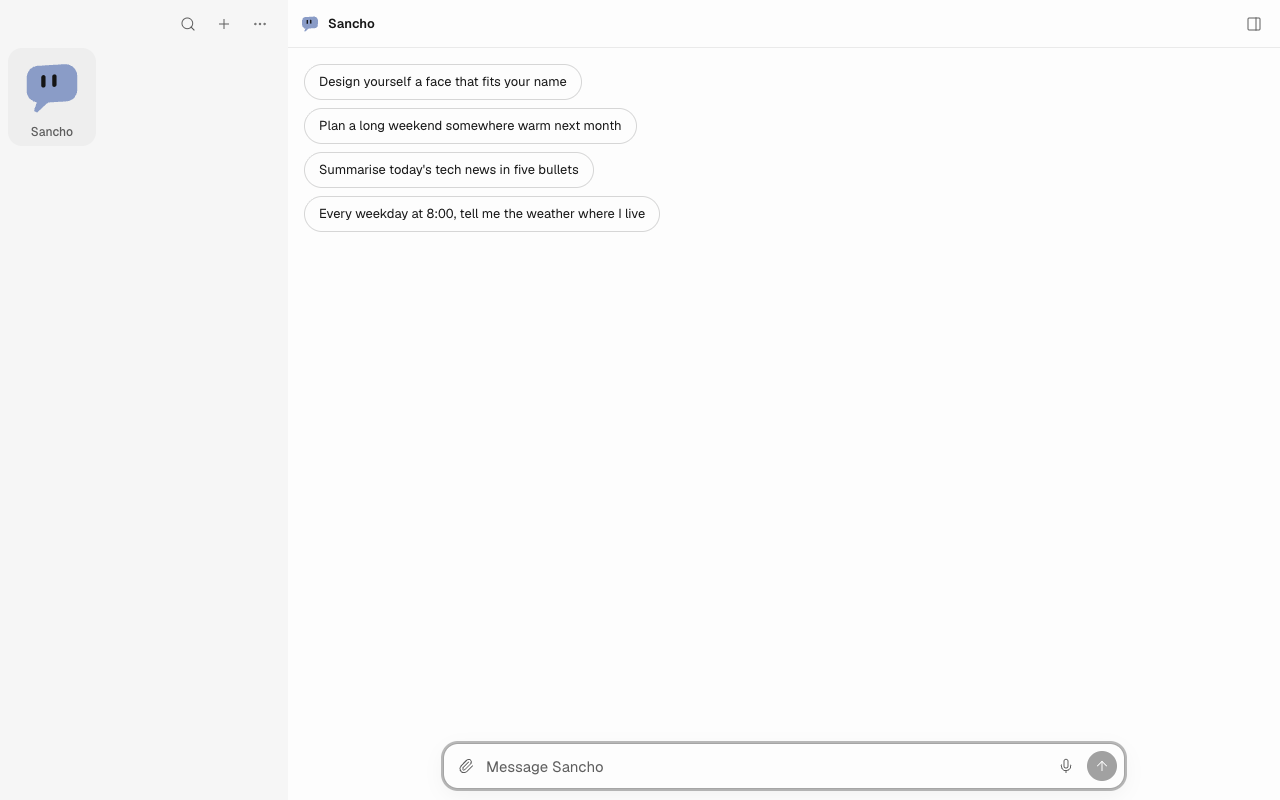 Sancho
Sancho
Design yourself a face that fits your name
Plan a long weekend somewhere warm next month
Summarise today's tech news in five bullets
Every weekday at 8:00, tell me the weather where I live
Message Sancho